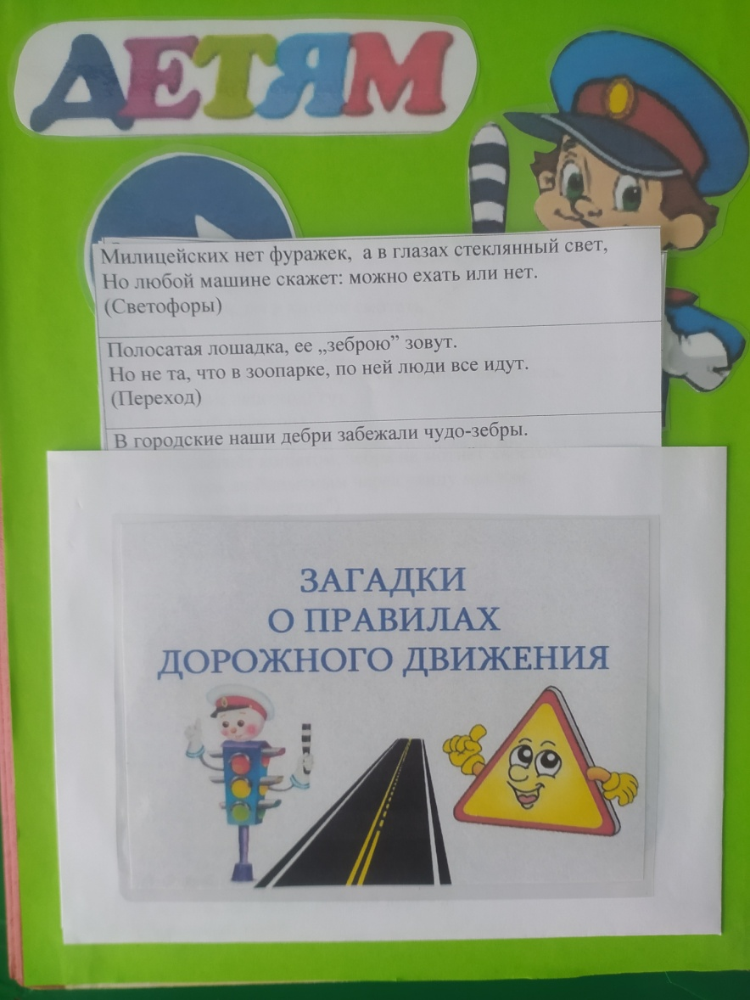 ДЕТЯМ
Милицейских нет фуражек, а в глазах стеклянный свет,
Но любой машине скажет: можно ехать или нет.
(Светофоры)
Полосатая лошадка, ее „зеброю” зовут.
Но не та, что в зоопарке, по ней люди все идут.
(Переход)
В городские наши дебри забежали чудо-зебры.
ЗАГАДКИ
О ПРАВИЛАХ
ДОРОЖНОГО ДВИЖЕНИЯ